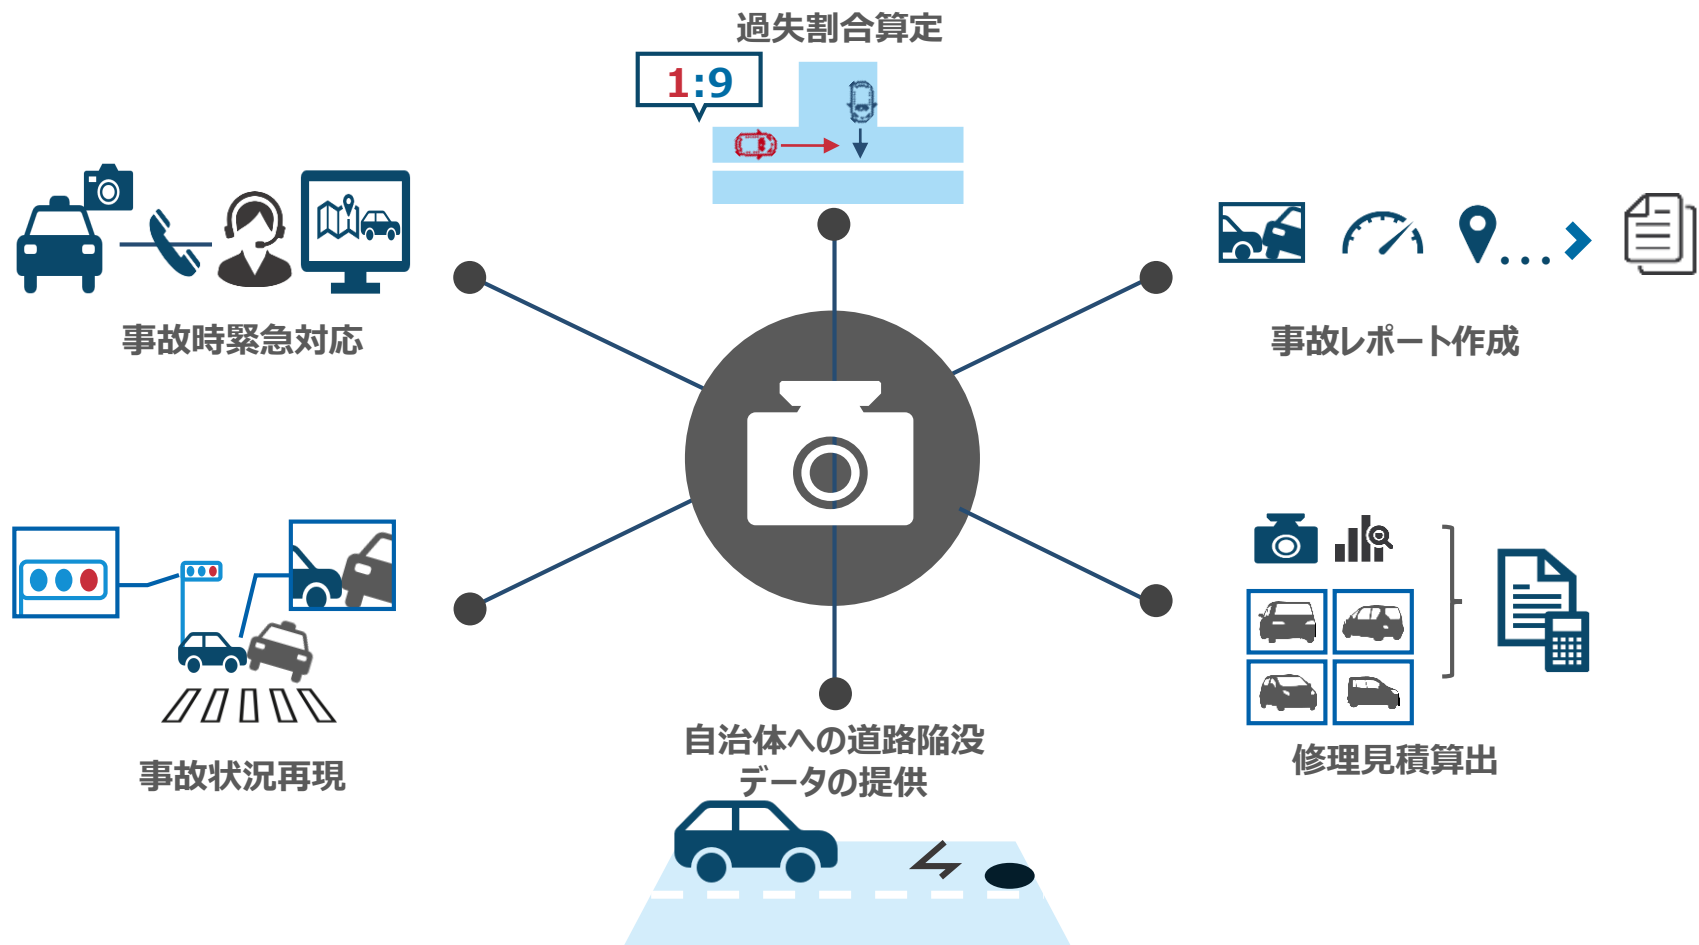 過失割合算定
1:9
事故時緊急対応
事故レポート作成
事故状況再現
自治体への道路陥没
データの提供
修理見積算出